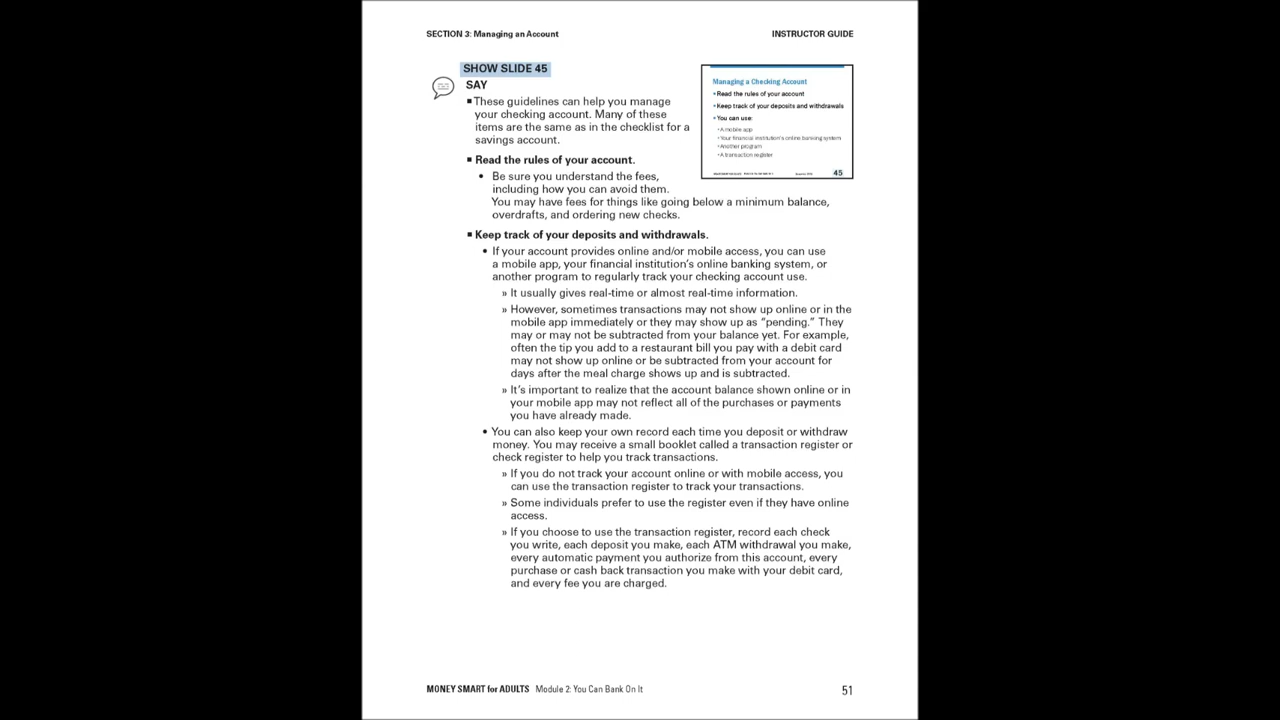 SECTION 3: Managing an Account
INSTRUCTOR GUIDE
SHOW SLIDE 45
SAY
▪ These guidelines can help you manage
your checking account. Many of these
items are the same as in the checklist for a
savings account.
▪ Read the rules of your account.
• Be sure you understand the fees,
including how you can avoid them.
You may have fees for things like going below a minimum balance,
overdrafts, and ordering new checks.
Managing a Checking Account
▪ Read the rules of your account
▪ Keep track of your deposits and withdrawals
▪ You can use:
• A mobile app
• Your financial institution's online banking system
• Another program
• A transaction register
45
▪ Keep track of your deposits and withdrawals.
• If your account provides online and/or mobile access, you can use
a mobile app, your financial institution’s online banking system, or
another program to regularly track your checking account use.
» It usually gives real-time or almost real-time information.
» However, sometimes transactions may not show up online or in the
mobile app immediately or they may show up as “pending.” They
may or may not be subtracted from your balance yet. For example,
often the tip you add to a restaurant bill you pay with a debit card
may not show up online or be subtracted from your account for
days after the meal charge shows up and is subtracted.
» It’s important to realize that the account balance shown online or in
your mobile app may not reflect all of the purchases or payments
you have already made.
• You can also keep your own record each time you deposit or withdraw
money. You may receive a small booklet called a transaction register or
check register to help you track transactions.
» If you do not track your account online or with mobile access, you
can use the transaction register to track your transactions.
» Some individuals prefer to use the register even if they have online
access.
» If you choose to use the transaction register, record each check
you write, each deposit you make, each ATM withdrawal you make,
every automatic payment you authorize from this account, every
purchase or cash back transaction you make with your debit card,
and every fee you are charged.
MONEY SMART for ADULTS Module 2: You Can Bank On It
51